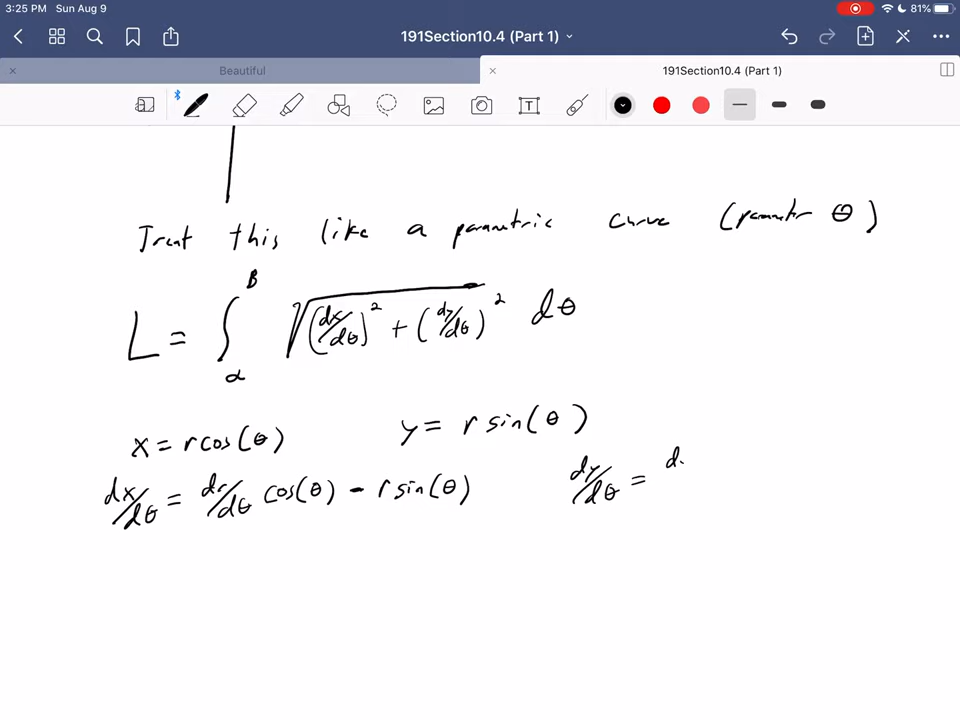 3:25 PM Sun Aug 9 81%
191Section10.4 (Part 1)
Beautiful 191Section10.4 (Part 1)
T
Treat this like a parametric curve (parameter θ)
L = ∫_α^β √((dx/dθ)² + (dy/dθ)²) dθ
x = r cos(θ) y = r sin(θ)
dx/dθ = dr/dθ cos(θ) - r sin(θ) dy/dθ = d